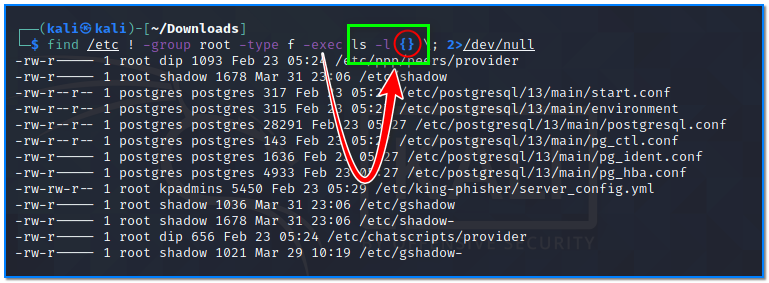 ┌──(kali㉿kali)-[~/Downloads]
└─$ find /etc ! -group root -type f -exec ls -l {} \; 2>/dev/null
-rw-r----- 1 root dip 1093 Feb 23 05:24 /etc/ppp/peers/provider
-rw-r----- 1 root shadow 1678 Mar 31 23:06 /etc/shadow
-rw-r--r-- 1 postgres postgres 317 Feb 23 05:27 /etc/postgresql/13/main/start.conf
-rw-r--r-- 1 postgres postgres 315 Feb 23 05:27 /etc/postgresql/13/main/environment
-rw-r--r-- 1 postgres postgres 28291 Feb 23 05:27 /etc/postgresql/13/main/postgresql.conf
-rw-r--r-- 1 postgres postgres 143 Feb 23 05:27 /etc/postgresql/13/main/pg_ctl.conf
-rw-r----- 1 postgres postgres 1636 Feb 23 05:27 /etc/postgresql/13/main/pg_ident.conf
-rw-r----- 1 postgres postgres 4933 Feb 23 05:27 /etc/postgresql/13/main/pg_hba.conf
-rw-rw-r-- 1 root kpadmins 5450 Feb 23 05:29 /etc/king-phisher/server_config.yml
-rw-r----- 1 root shadow 1036 Mar 31 23:06 /etc/gshadow
-rw-r----- 1 root shadow 1678 Mar 31 23:06 /etc/shadow-
-rw-r----- 1 root dip 656 Feb 23 05:24 /etc/chatscripts/provider
-rw-r----- 1 root shadow 1021 Mar 29 10:19 /etc/gshadow-
SECURITY